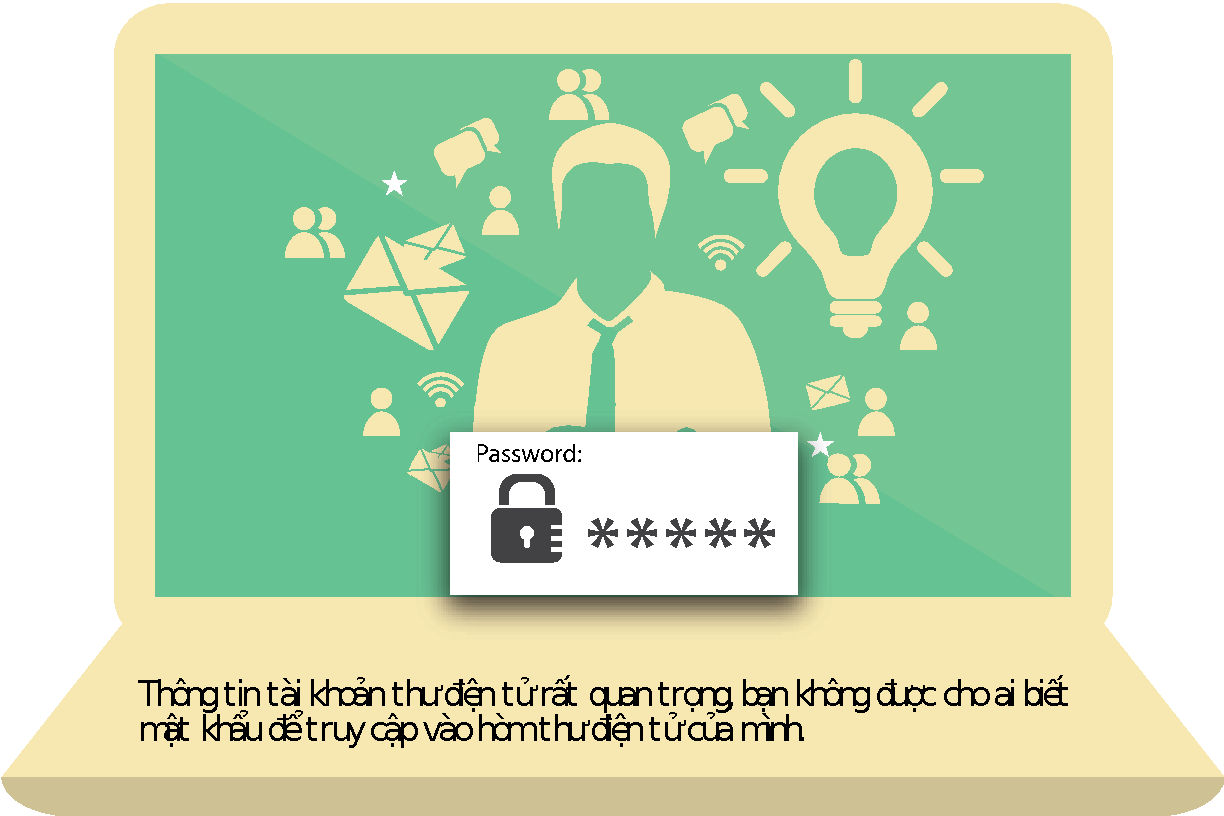 Password:
*****
Thông tin tài khoản thư điện tử rất quan trọng, bạn không được cho ai biết
mật khẩu để truy cập vào hòm thư điện tử của mình.